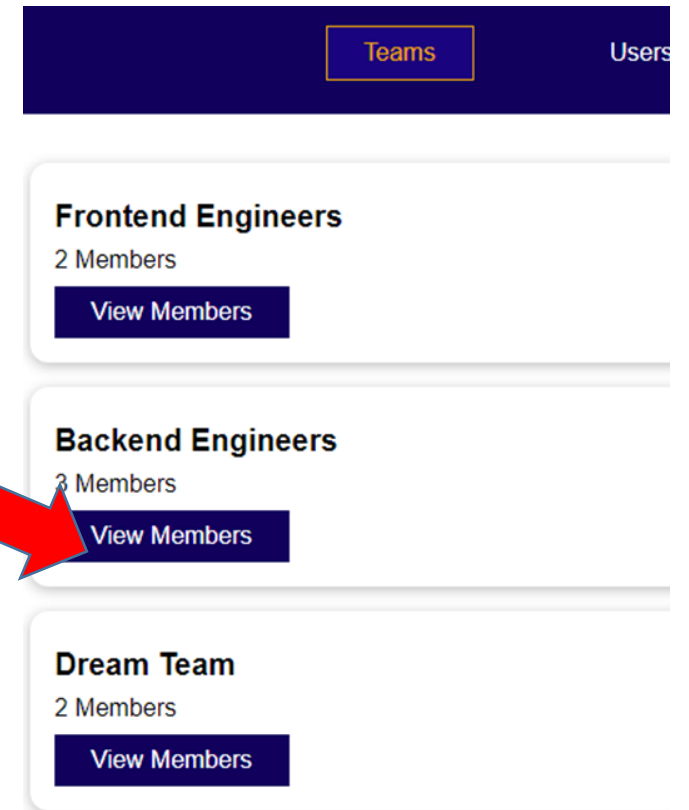 Teams Users
Frontend Engineers
2 Members
View Members
Backend Engineers
3 Members
View Members
Dream Team
2 Members
View Members